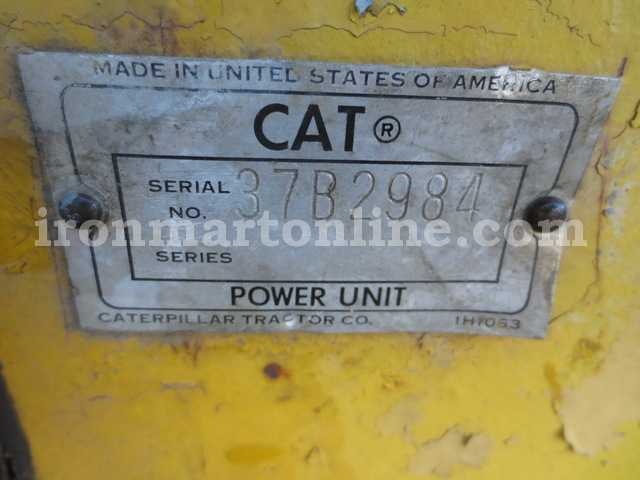 MADE IN UNITED STATES OF AMERICA
CAT®
SERIAL NO. 37B2984
ironmartonline.com
SERIES
POWER UNIT
CATERPILLAR TRACTOR CO. 1H1063